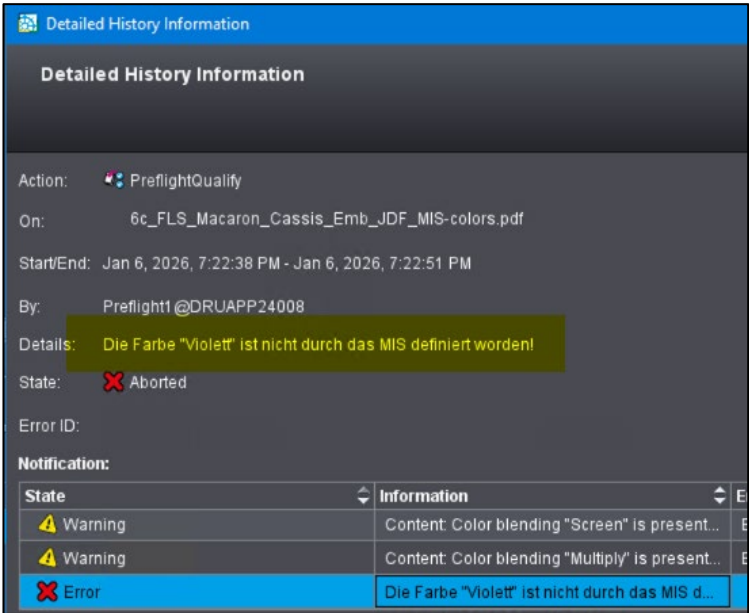 Detailed History Information
Detailed History Information
Action: PreflightQualify
On: 6c_FLS_Macaron_Cassis_Emb_JDF_MIS-colors.pdf
Start/End: Jan 6, 2026, 7:22:38 PM - Jan 6, 2026, 7:22:51 PM
By: Preflight1@DRUAPP24008
Details: Die Farbe "Violett" ist nicht durch das MIS definiert worden!
State: Aborted
Error ID:
Notification:
State Information E
Warning Content: Color blending "Screen" is present... E
Warning Content: Color blending "Multiply" is present... E
Error Die Farbe "Violett" ist nicht durch das MIS d...